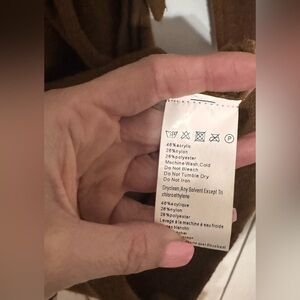 46%acrylic
28%nylon
26%polyester
Machine Wash,Cold
Do Not Bleach
Do Not Tumble Dry
Do Not Iron
Dryclean,Any Solvent Except To
chloroethylene
46%acrylique
28%nylon
26%polyester
Lavage à la machine à eau froide